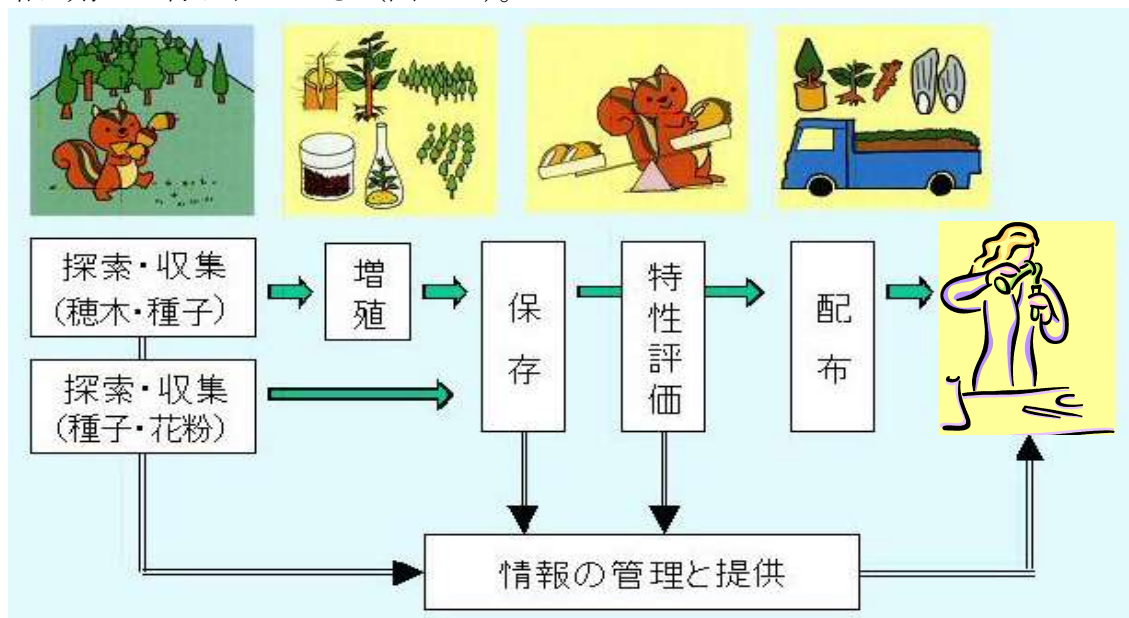 探索・収集
(穂木・種子)
増殖
保存
特性評価
配布
探索・収集
(種子・花粉)
情報の管理と提供